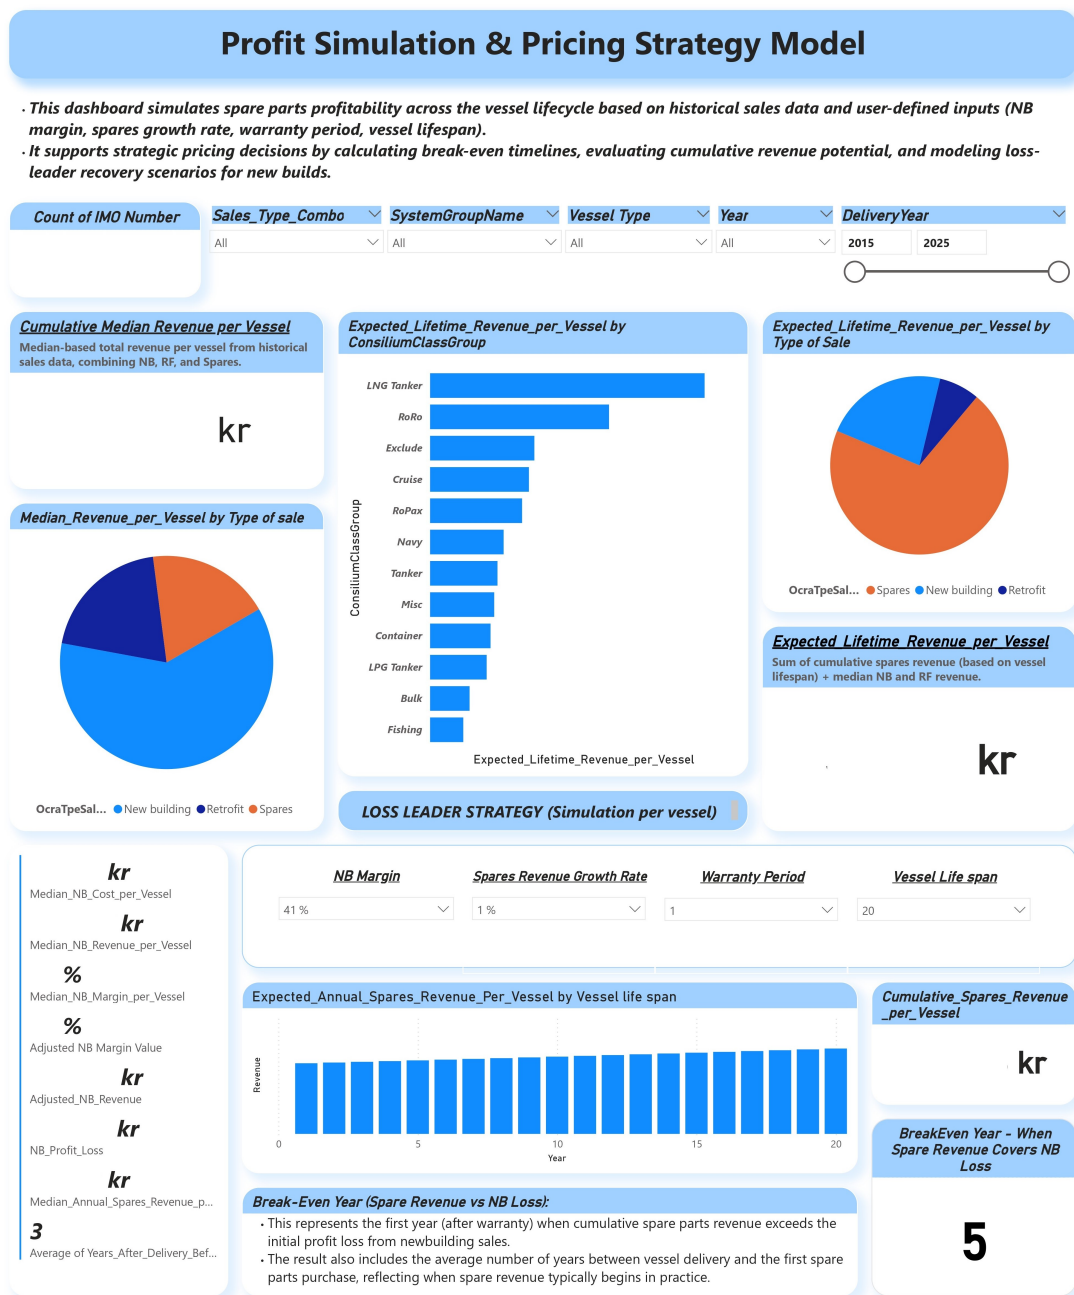 Profit Simulation & Pricing Strategy Model
· This dashboard simulates spare parts profitability across the vessel lifecycle based on historical sales data and user-defined inputs (NB
margin, spares growth rate, warranty period, vessel lifespan).
· It supports strategic pricing decisions by calculating break-even timelines, evaluating cumulative revenue potential, and modeling loss-
leader recovery scenarios for new builds.
Count of IMO Number
Sales_Type_Combo
All
SystemGroupName
All
Vessel Type
All
Year
All
DeliveryYear
2015 2025
Cumulative Median Revenue per Vessel
Median-based total revenue per vessel from historical
sales data, combining NB, RF, and Spares.
kr
Median_Revenue_per_Vessel by Type of sale
OcraTpeSal... New building Retrofit Spares
Expected_Lifetime_Revenue_per_Vessel by
ConsiliumClassGroup
ConsiliumClassGroup
LNG Tanker
RoRo
Exclude
Cruise
RoPax
Navy
Tanker
Misc
Container
LPG Tanker
Bulk
Fishing
Expected_Lifetime_Revenue_per_Vessel
Expected_Lifetime_Revenue_per_Vessel by
Type of Sale
OcraTpeSal... Spares New building Retrofit
Expected_Lifetime_Revenue_per_Vessel
Sum of cumulative spares revenue (based on vessel
lifespan) + median NB and RF revenue.
kr
LOSS LEADER STRATEGY (Simulation per vessel)
kr
Median_NB_Cost_per_Vessel
kr
Median_NB_Revenue_per_Vessel
%
Median_NB_Margin_per_Vessel
%
Adjusted NB Margin Value
kr
Adjusted_NB_Revenue
kr
NB_Profit_Loss
kr
Median_Annual_Spares_Revenue_p...
3
Average of Years_After_Delivery_Bef...
NB Margin
41 %
Spares Revenue Growth Rate
1 %
Warranty Period
1
Vessel Life span
20
Expected_Annual_Spares_Revenue_Per_Vessel by Vessel life span
Revenue
0 5 10 15 20
Year
Cumulative_Spares_Revenue
_per_Vessel
kr
Break-Even Year (Spare Revenue vs NB Loss):
· This represents the first year (after warranty) when cumulative spare parts revenue exceeds the
initial profit loss from newbuilding sales.
· The result also includes the average number of years between vessel delivery and the first spare
parts purchase, reflecting when spare revenue typically begins in practice.
BreakEven Year - When
Spare Revenue Covers NB
Loss
5